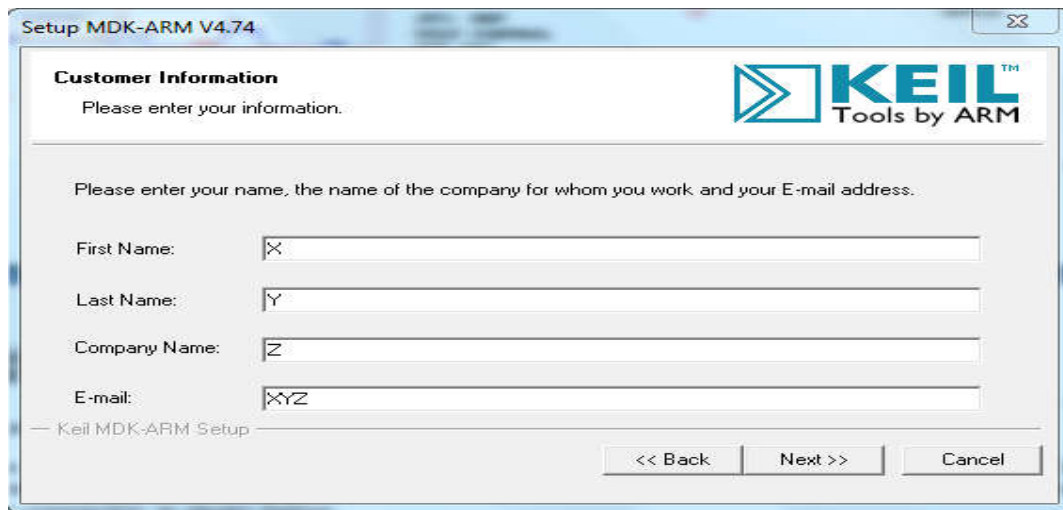 Setup MDK-ARM V4.74
Customer Information
Please enter your information.
KEIL™
Tools by ARM
Please enter your name, the name of the company for whom you work and your E-mail address.
First Name: X
Last Name: Y
Company Name: Z
E-mail: XYZ
Keil MDK-ARM Setup
<< Back Next >> Cancel